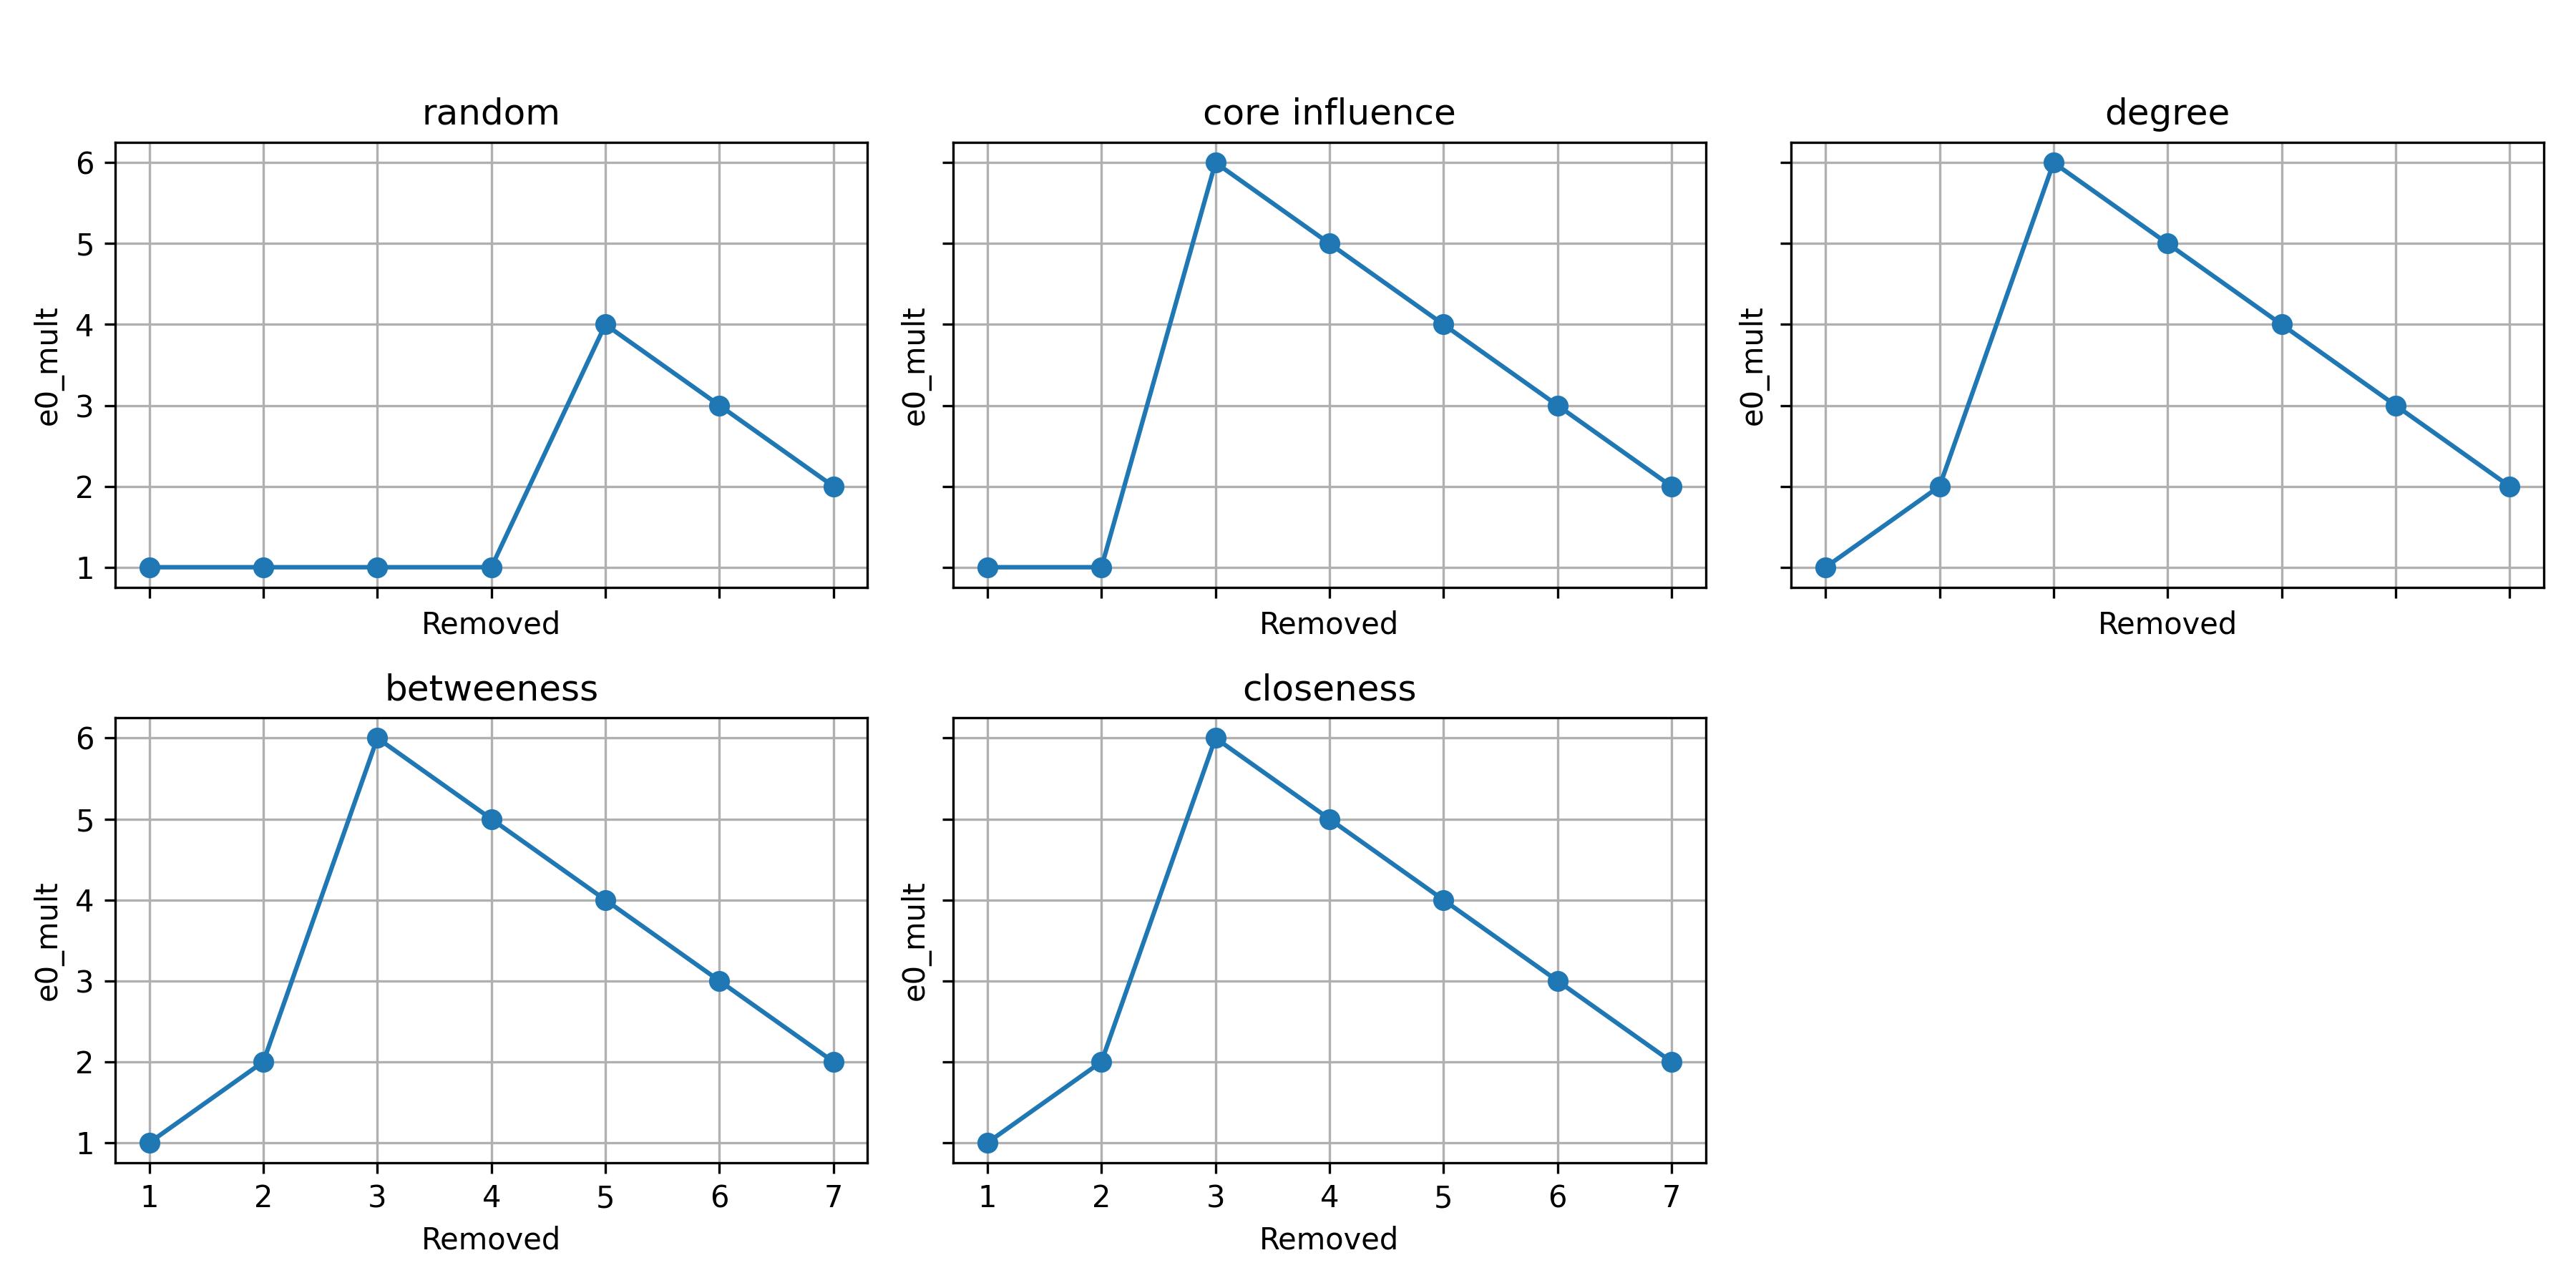 random
core influence
degree
6
5
4
3
2
1
e0_mult
e0_mult
e0_mult
Removed
Removed
Removed
betweeness
closeness
6
5
4
3
2
1
e0_mult
e0_mult
1 2 3 4 5 6 7
1 2 3 4 5 6 7
Removed
Removed